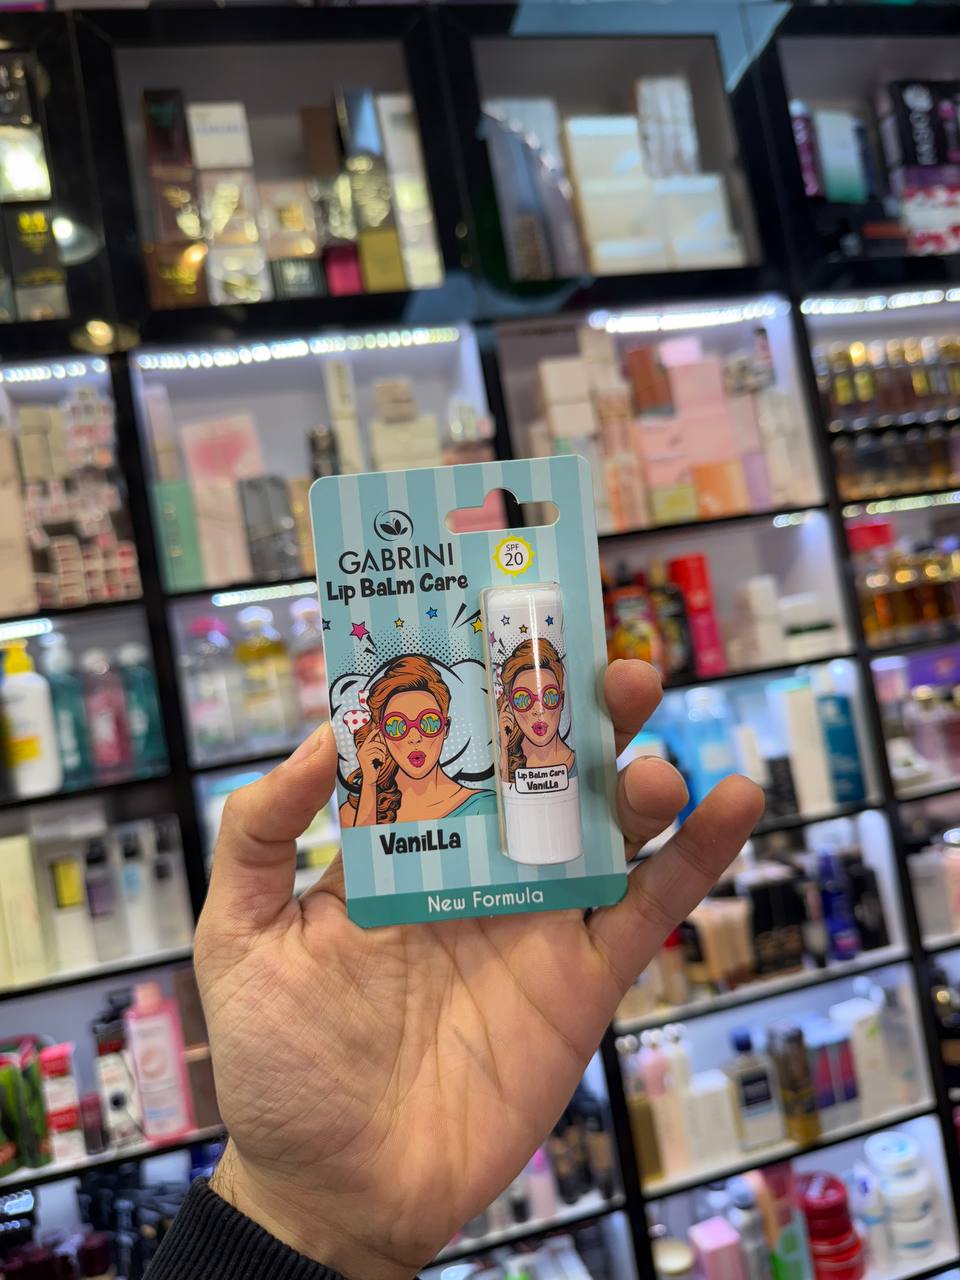 GABRINI
Lip Balm Care
SPF
20
Lip Balm Care
Vanilla
Vanilla
New Formula